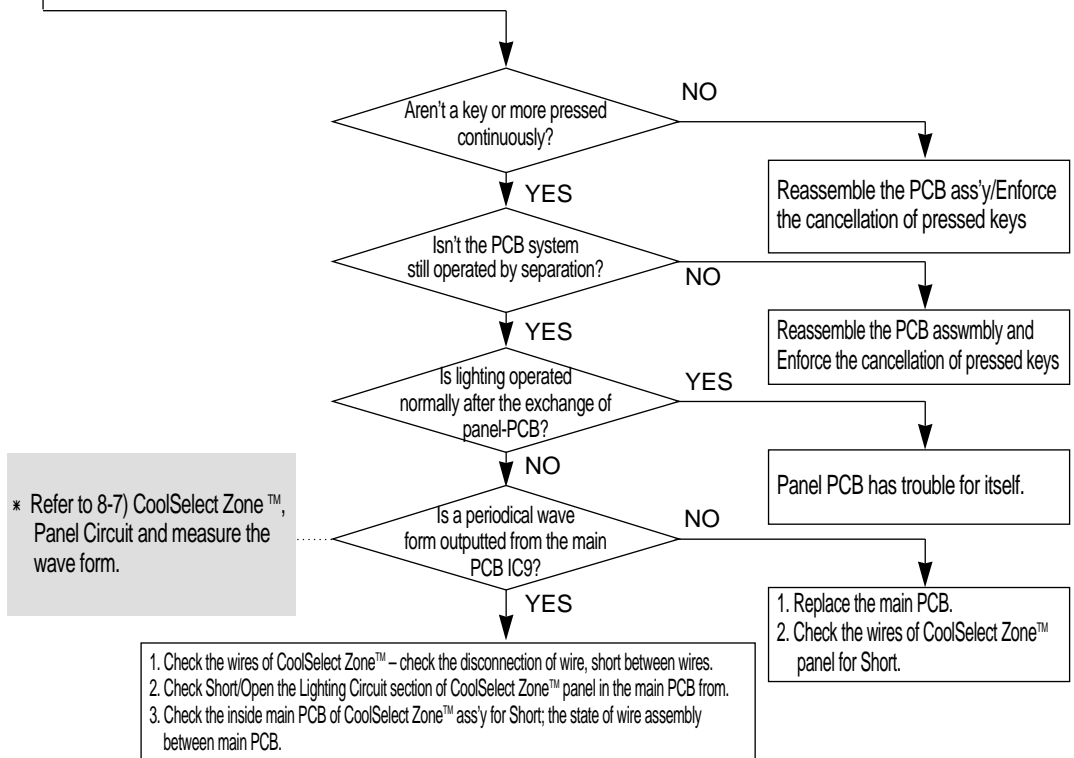 Aren't a key or more pressed
continuously?
NO
Reassemble the PCB ass'y/Enforce
the cancellation of pressed keys
YES
Isn't the PCB system
still operated by separation?
NO
Reassemble the PCB asswmbly and
Enforce the cancellation of pressed keys
YES
Is lighting operated
normally after the exchange of
panel-PCB?
YES
Panel PCB has trouble for itself.
NO
* Refer to 8-7) CoolSelect Zone ™,
Panel Circuit and measure the
wave form.
Is a periodical wave
form outputted from the main
PCB IC9?
NO
1. Replace the main PCB.
2. Check the wires of CoolSelect Zone™
panel for Short.
YES
1. Check the wires of CoolSelect Zone™ – check the disconnection of wire, short between wires.
2. Check Short/Open the Lighting Circuit section of CoolSelect Zone™ panel in the main PCB from.
3. Check the inside main PCB of CoolSelect Zone™ ass'y for Short; the state of wire assembly
between main PCB.